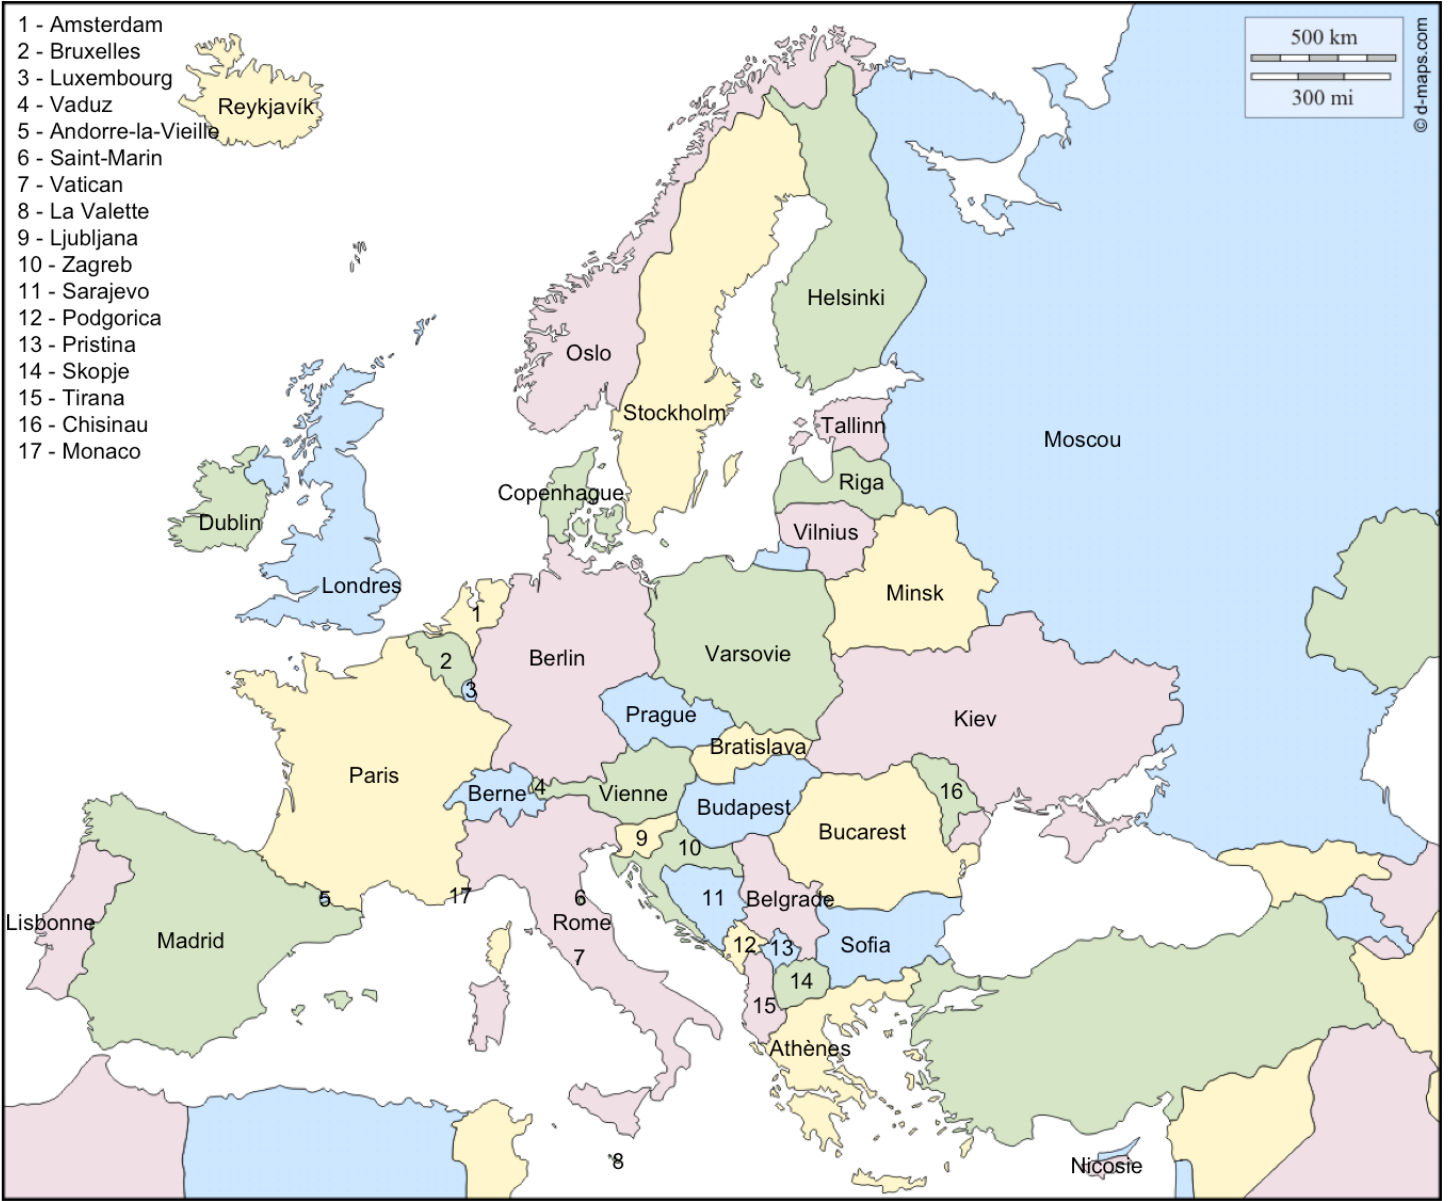 1 - Amsterdam
2 - Bruxelles
3 - Luxembourg
4 - Vaduz
5 - Andorre-la-Vieille
6 - Saint-Marin
7 - Vatican
8 - La Valette
9 - Ljubljana
10 - Zagreb
11 - Sarajevo
12 - Podgorica
13 - Pristina
14 - Skopje
15 - Tirana
16 - Chisinau
17 - Monaco
500 km
300 mi
© d-maps.com
Reykjavík
Helsinki
Oslo
Stockholm
Tallinn
Moscou
Riga
Copenhague
Dublin
Vilnius
Londres
Minsk
1
Berlin
Varsovie
2
3
Prague
Kiev
Bratislava
Paris
4
Berne
Vienne
Budapest
16
Bucarest
9
10
5
17
6
11
Belgrade
Lisbonne
Rome
Madrid
12
13
Sofia
7
14
15
Athènes
8
Nicosie